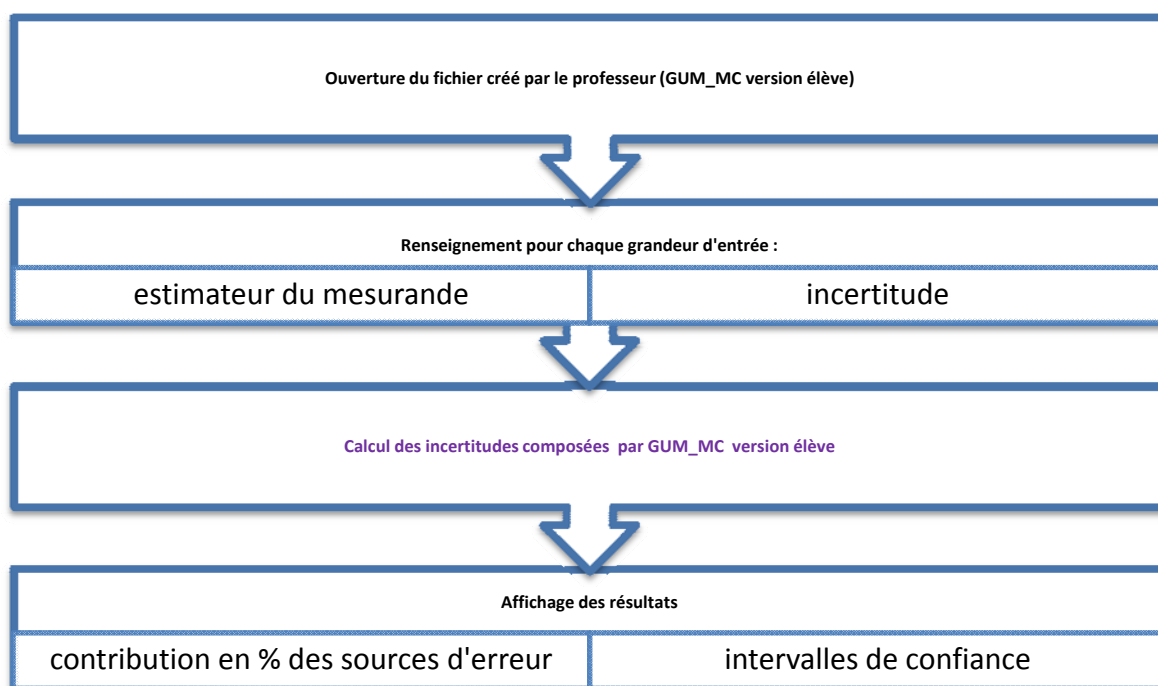 Ouverture du fichier créé par le professeur (GUM_MC version élève)
Renseignement pour chaque grandeur d'entrée :
estimateur du mesurande
incertitude
Calcul des incertitudes composées par GUM_MC version élève
Affichage des résultats
contribution en % des sources d'erreur
intervalles de confiance